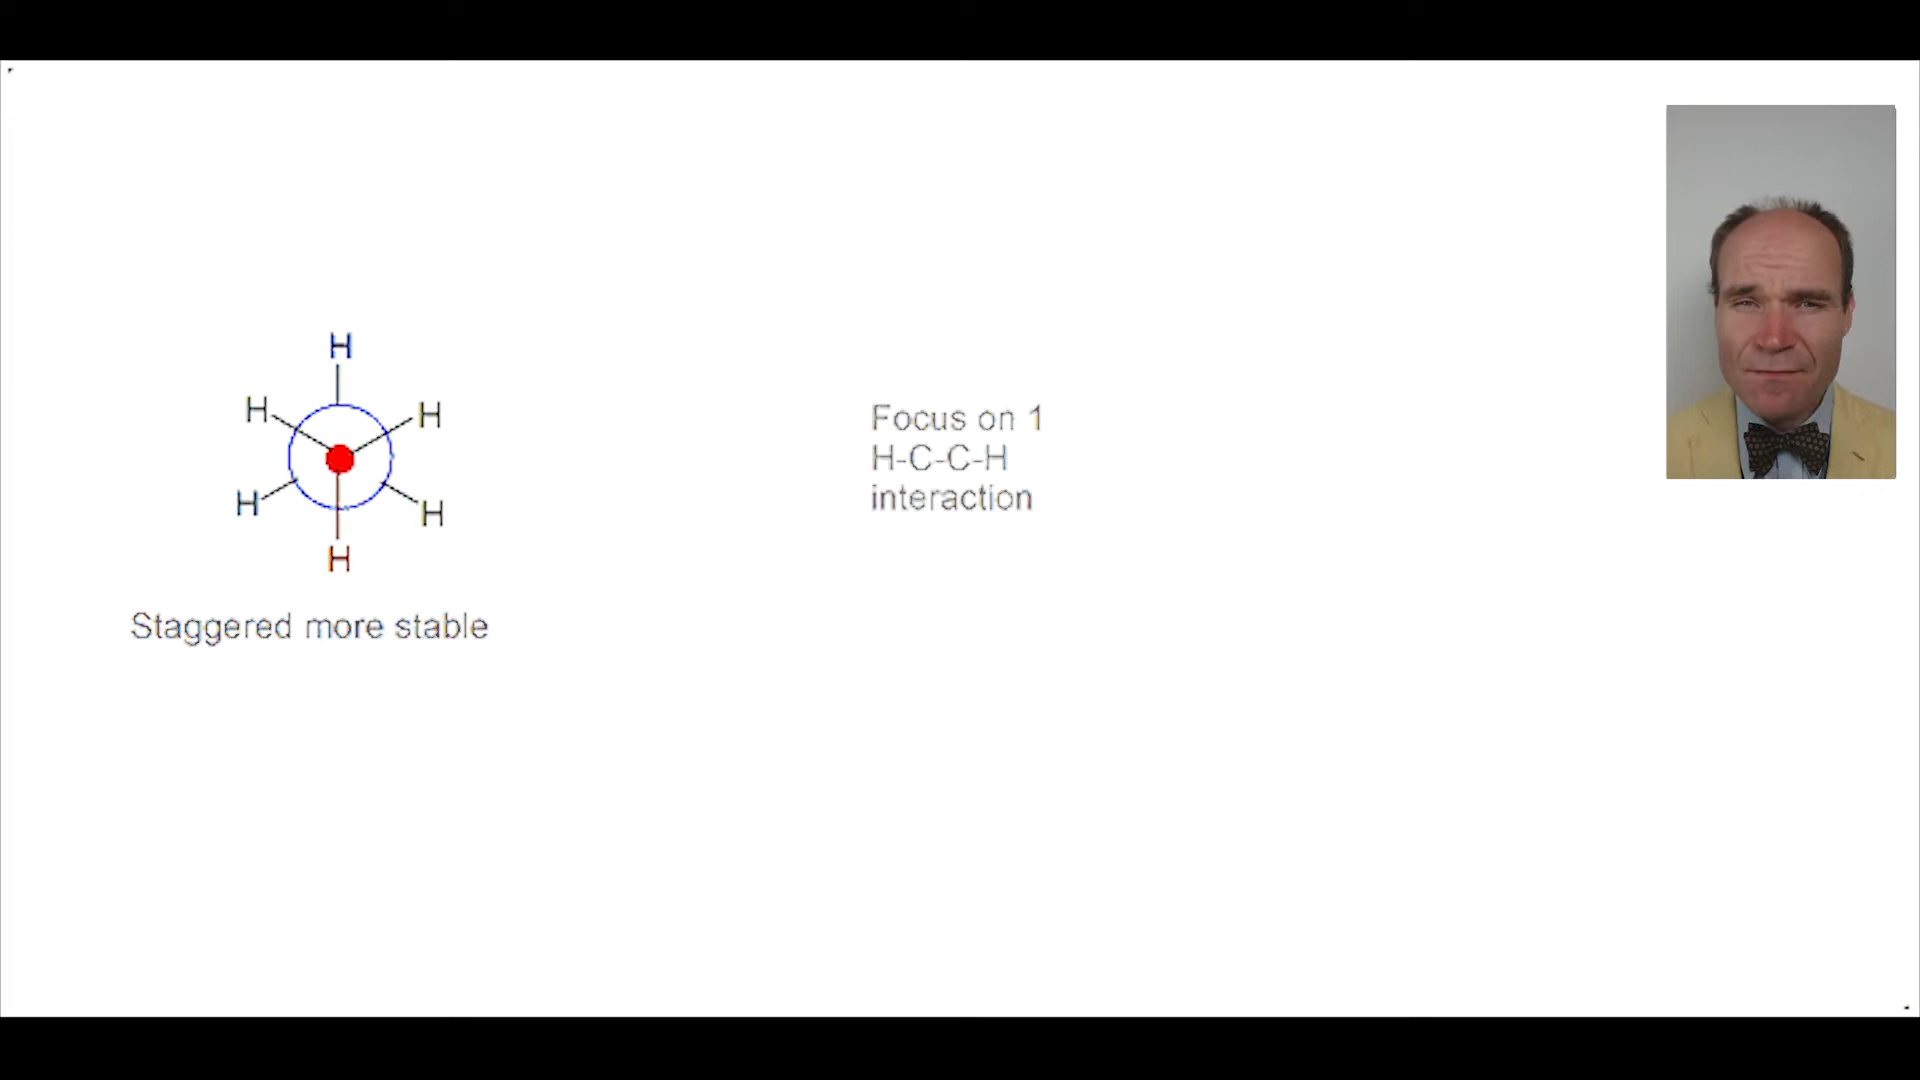 H
H
H
H
H
H
Staggered more stable
Focus on 1
H-C-C-H
interaction